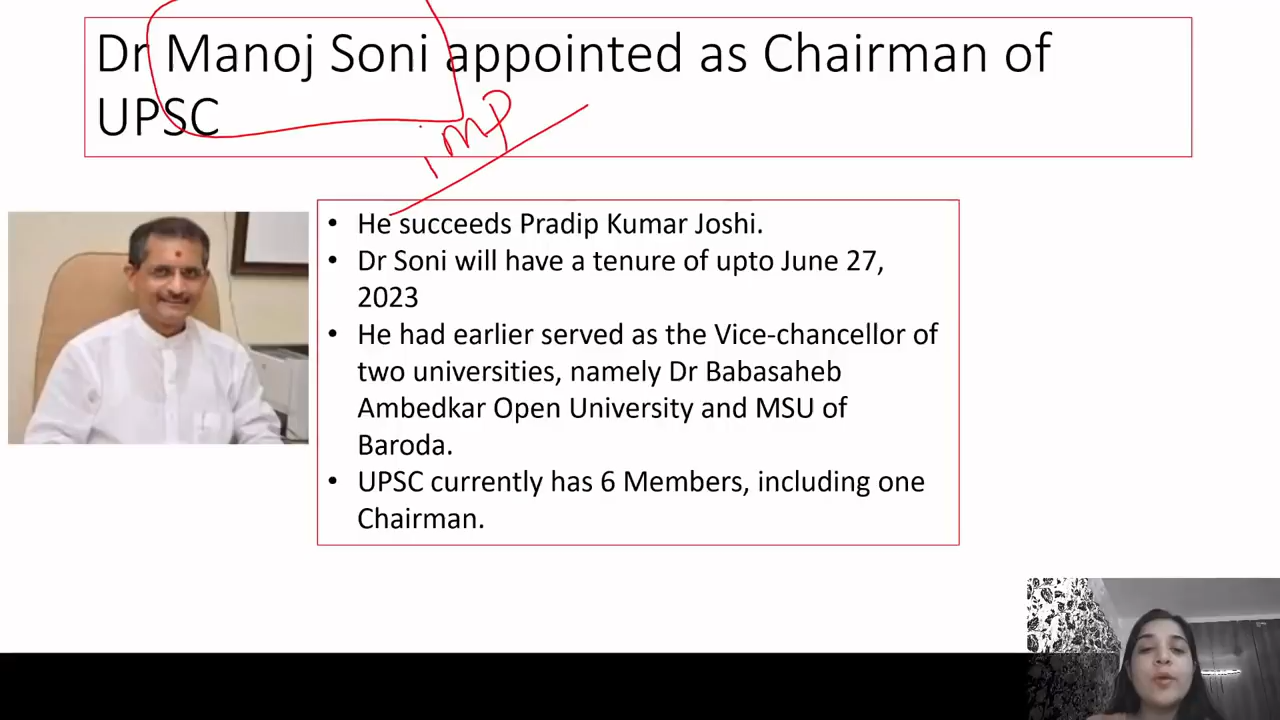 Dr Manoj Soni appointed as Chairman of
UPSC
imp
• He succeeds Pradip Kumar Joshi.
• Dr Soni will have a tenure of upto June 27,
2023
• He had earlier served as the Vice-chancellor of
two universities, namely Dr Babasaheb
Ambedkar Open University and MSU of
Baroda.
• UPSC currently has 6 Members, including one
Chairman.